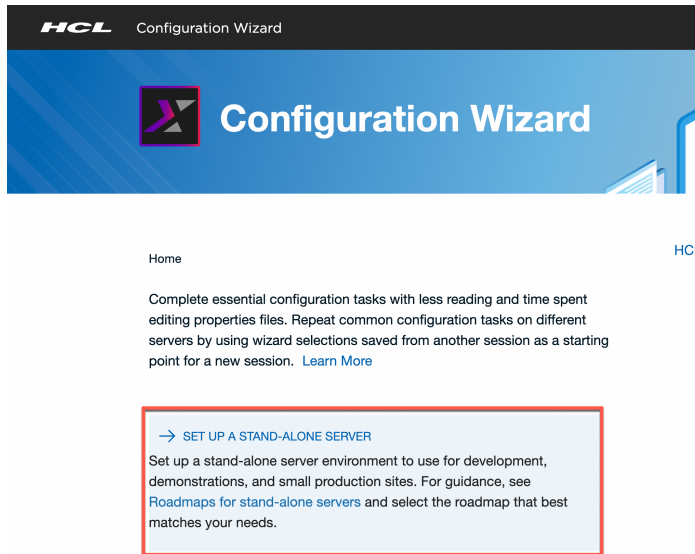 HCL Configuration Wizard
Configuration Wizard
Home
HC
Complete essential configuration tasks with less reading and time spent
editing properties files. Repeat common configuration tasks on different
servers by using wizard selections saved from another session as a starting
point for a new session. Learn More
SET UP A STAND-ALONE SERVER
Set up a stand-alone server environment to use for development,
demonstrations, and small production sites. For guidance, see
Roadmaps for stand-alone servers and select the roadmap that best
matches your needs.